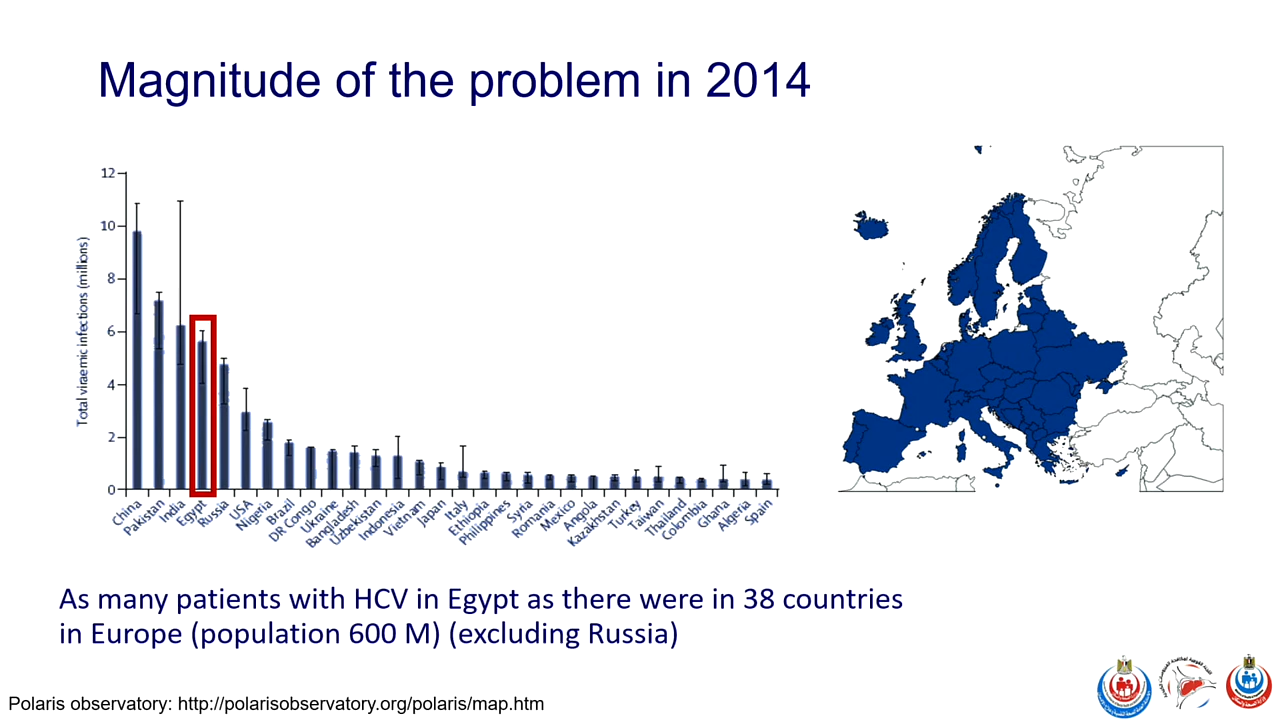 Magnitude of the problem in 2014
Total viraemic infections (millions)
12
10
8
6
4
2
0
China
Pakistan
India
Egypt
Russia
USA
Nigeria
Brazil
DR Congo
Ukraine
Bangladesh
Uzbekistan
Indonesia
Vietnam
Japan
Italy
Ethiopia
Philippines
Syria
Romania
Mexico
Angola
Kazakhstan
Turkey
Taiwan
Thailand
Colombia
Ghana
Algeria
Spain
As many patients with HCV in Egypt as there were in 38 countries
in Europe (population 600 M) (excluding Russia)
Polaris observatory: http://polarisobservatory.org/polaris/map.htm